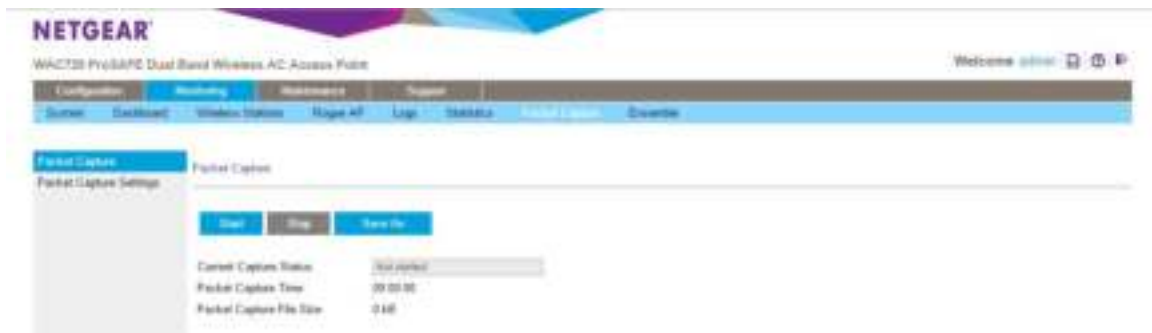 NETGEAR
WAC720 ProSAFE Dual Band Wireless AC Access Point
Welcome admin
Configuration Monitoring Maintenance Support
System Dashboard Wireless Stations Rogue AP Logs Statistics Packet Capture Ensemble
Packet Capture
Packet Capture Settings
Packet Capture
Start Stop Save As
Current Capture Status Not started
Packet Capture Time 00:00:00
Packet Capture File Size 0 kB